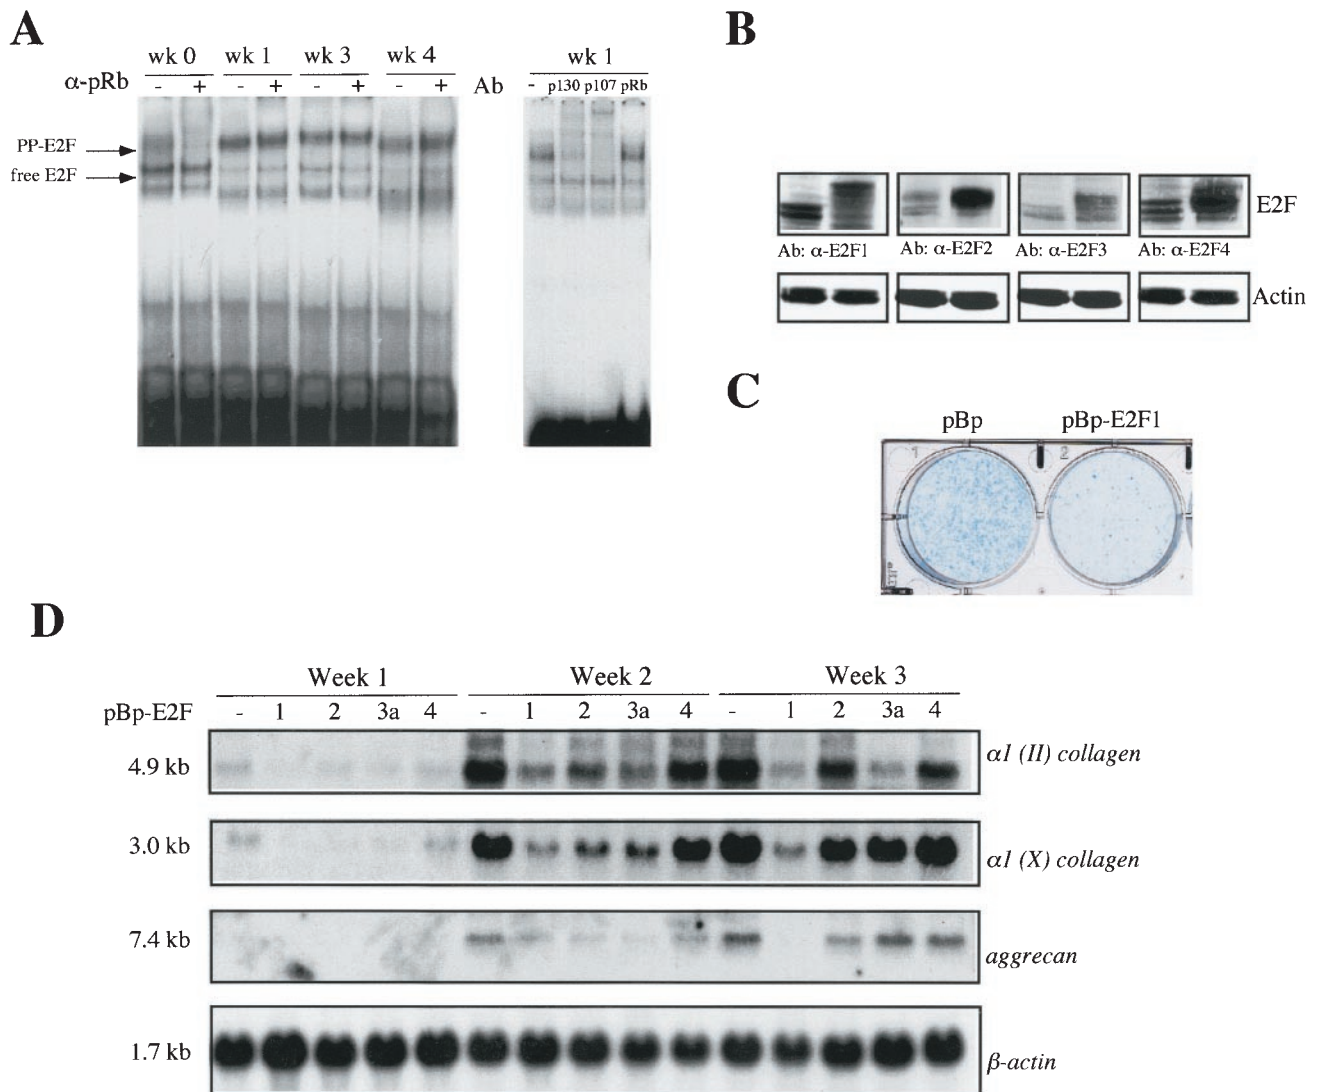 A
wk 0 wk 1 wk 3 wk 4
α-pRb - + - + - + - +
PP-E2F
free E2F
wk 1
Ab - p130 p107 pRb
B
E2F
Ab: α-E2F1 Ab: α-E2F2 Ab: α-E2F3 Ab: α-E2F4
Actin
C
pBp pBp-E2F1
1 2
D
Week 1 Week 2 Week 3
pBp-E2F - 1 2 3a 4 - 1 2 3a 4 - 1 2 3a 4
4.9 kb α1 (II) collagen
3.0 kb α1 (X) collagen
7.4 kb aggrecan
1.7 kb β-actin